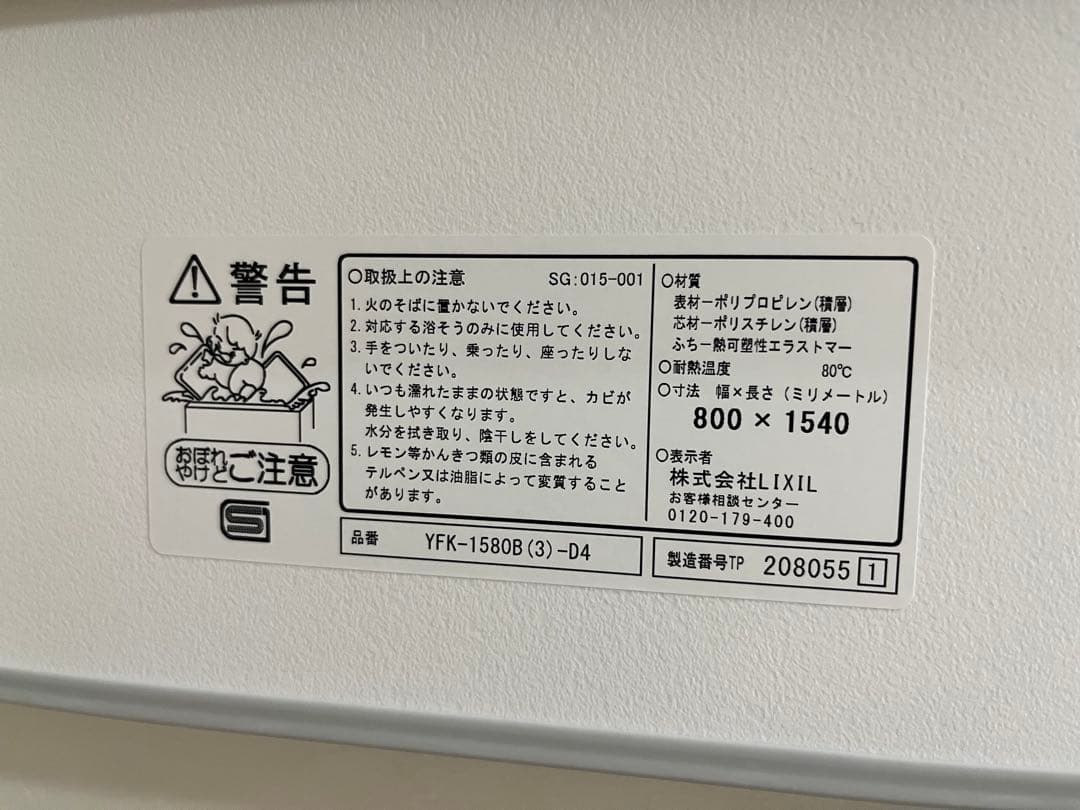 警告
おぼれ
やけど
ご注意
○取扱上の注意 SG:015-001
1. 火のそばに置かないでください。
2. 対応する浴そうのみに使用してください。
3. 手をついたり、乗ったり、座ったりしな
いでください。
4. いつも濡れたままの状態ですと、カビが
発生しやすくなります。
水分を拭き取り、陰干しをしてください。
5. レモン等かんきつ類の皮に含まれる
テルペン又は油脂によって変質すること
があります。
○材質
表材ーポリプロピレン(積層)
芯材ーポリスチレン(積層)
ふちー熱可塑性エラストマー
○耐熱温度 80℃
○寸法 幅×長さ(ミリメートル)
800 × 1540
○表示者
株式会社LIXIL
お客様相談センター
0120-179-400
品番 YFK-1580B(3)-D4
製造番号TP 208055 1